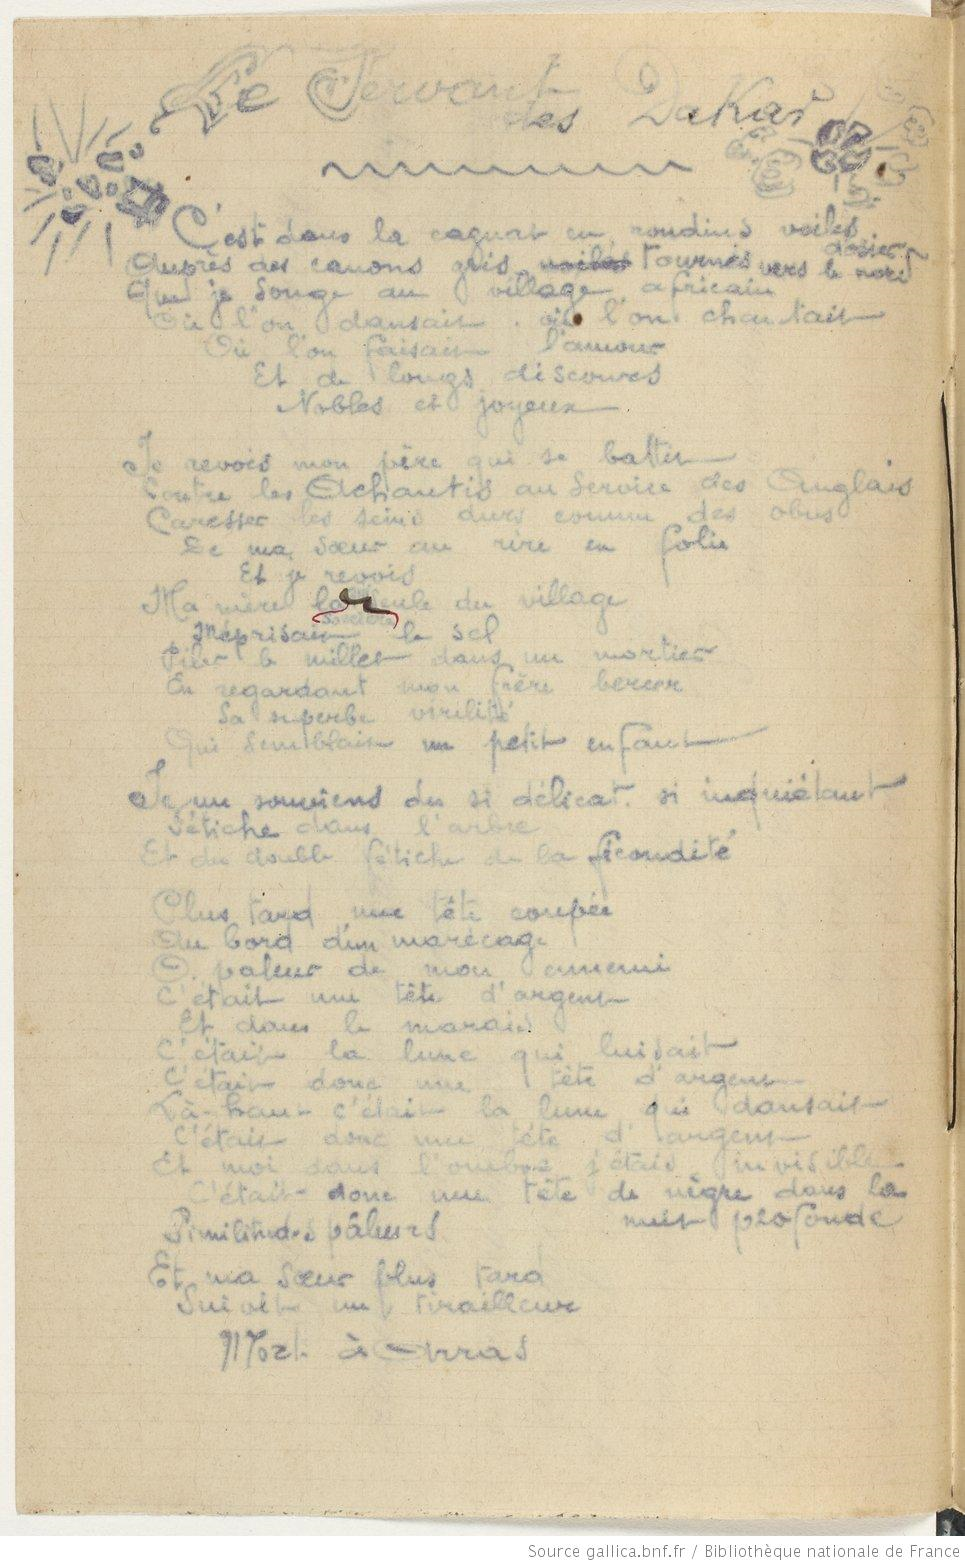 Le Servant
des Dakar
C'est dans la cagnat en rondins voilés
d'osier
Auprès des canons gris voilés tournés vers le nord
Que je songe au village africain
Où l'on dansait où l'on chantait
Où l'on faisait l'amour
Et de longs discours
Nobles et joyeux
Je revois mon père qui se battit
Contre les Achantis au service des Anglais
Caresser les seins durs comme des obus
De ma sœur au rire en folie
Et je revois
Ma mère la seule du village
sorcière
Méprisait le sel
Piler le millet dans un mortier
En regardant mon frère bercer
Sa superbe virilité
Qui semblait un petit enfant
Je me souviens du si délicat si inquiétant
Fétiche dans l'arbre
Et du double fétiche de la fécondité
Plus tard une tête coupée
Au bord d'un marécage
O pâleur de mon ennemi
C'était une tête d'argent
Et dans le marais
C'était la lune qui luisait
C'était donc une tête d'argent
Là-haut c'était la lune qui dansait
C'était donc une tête d'argent
Et moi dans l'ombre j'étais invisible
C'était donc une tête de nègre dans la
nuit profonde
Similitudes pâleurs
Et ma sœur plus tard
Suivit un tirailleur
Mort à Arras
Source gallica.bnf.fr / Bibliothèque nationale de France